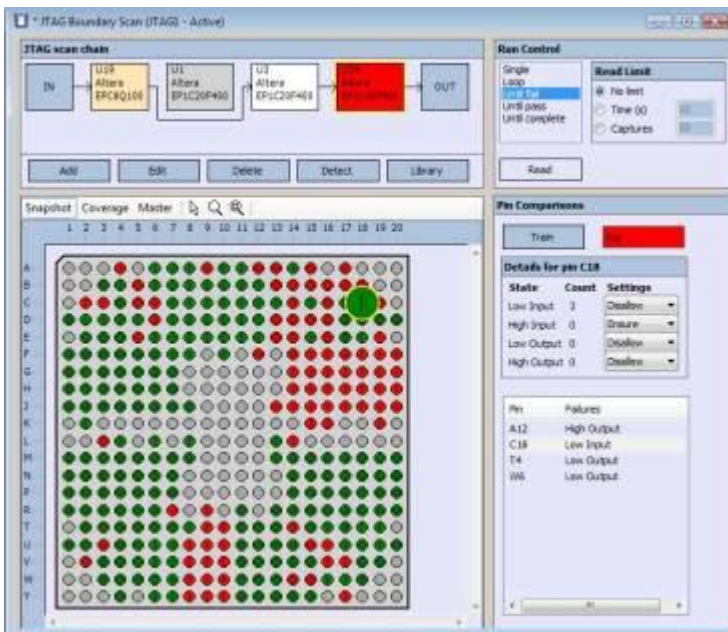 * JTAG Boundary Scan (JTAG) - Active)
JTAG scan chain
IN
U19
Altera
EPC8Q100
U1
Altera
EP1C20F400
U3
Altera
EP1C20F400
OUT
Add
Edit
Delete
Detect
Library
Run Control
Single
Loop
Until fail
Until pass
Until complete
Read Limit
No limit
Time (s)
Captures
Read
Snapshot Coverage Master
1 2 3 4 5 6 7 8 9 10 11 12 13 14 15 16 17 18 19 20
A
B
C
D
E
F
G
H
J
K
L
M
N
P
R
T
U
V
W
Y
Pin Comparisons
Train
Details for pin C18
State Count Settings
Low Input 3 Disallow
High Input 0 Ensure
Low Output 0 Disallow
High Output 0 Disallow
Pin Failures
A12 High Output
C18 Low Input
T4 Low Output
W6 Low Output